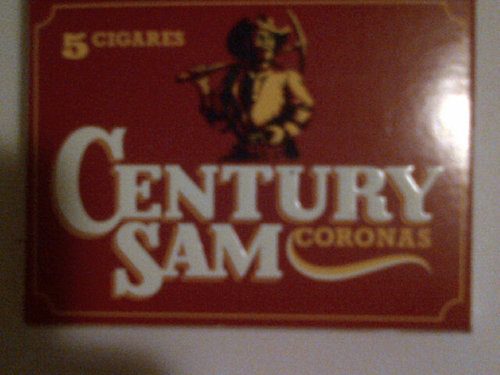 5 CIGARES
CENTURY
SAM
CORONAS